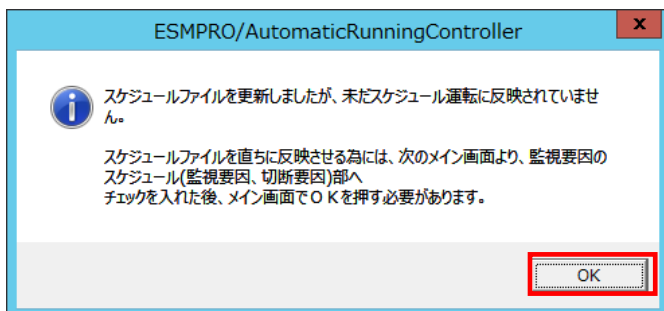 ESMPRO/AutomaticRunningController
x
スケジュールファイルを更新しましたが、未だスケジュール運転に反映されていませ
ん。
スケジュールファイルを直ちに反映させる為には、次のメイン画面より、監視要因の
スケジュール(監視要因、切断要因)部へ
チェックを入れた後、メイン画面でＯＫを押す必要があります。
OK